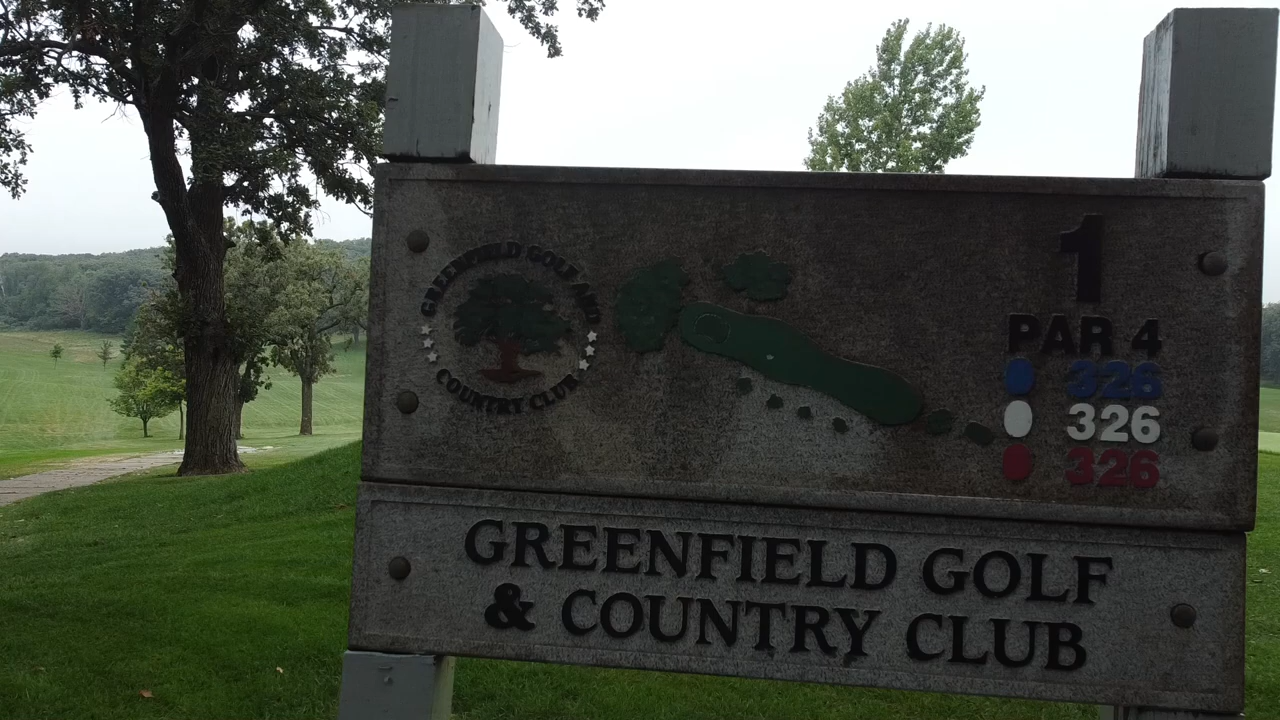 GREENFIELD GOLF AND
COUNTRY CLUB
1
PAR 4
326
326
326
GREENFIELD GOLF
& COUNTRY CLUB